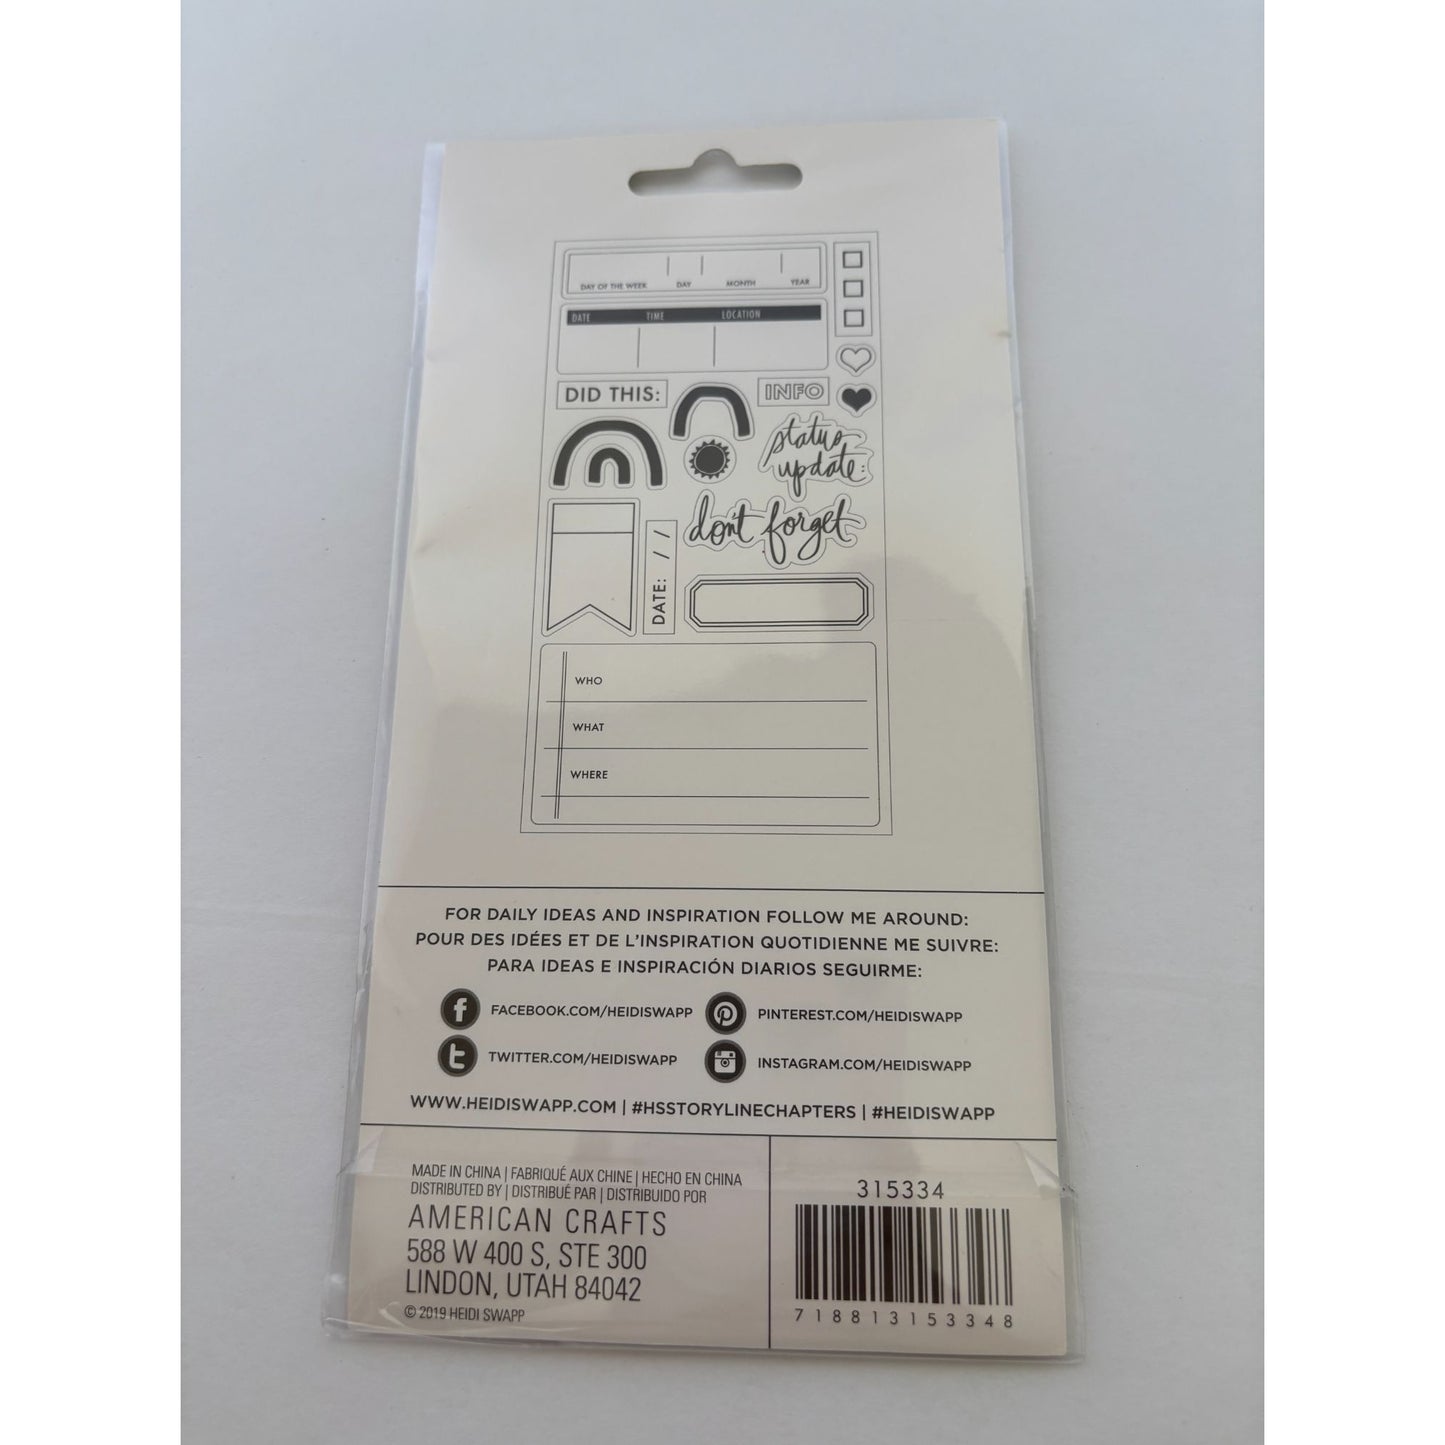 DAY OF THE WEEK DAY MONTH YEAR
DATE TIME LOCATION
DID THIS:
INFO
status
update:
don't forget
DATE: / /
WHO
WHAT
WHERE
FOR DAILY IDEAS AND INSPIRATION FOLLOW ME AROUND:
POUR DES IDÉES ET DE L'INSPIRATION QUOTIDIENNE ME SUIVRE:
PARA IDEAS E INSPIRACIÓN DIARIOS SEGUIRME:
FACEBOOK.COM/HEIDISWAPP PINTEREST.COM/HEIDISWAPP
TWITTER.COM/HEIDISWAPP INSTAGRAM.COM/HEIDISWAPP
WWW.HEIDISWAPP.COM | #HSSTORYLINECHAPTERS | #HEIDISWAPP
MADE IN CHINA | FABRIQUÉ AUX CHINE | HECHO EN CHINA
DISTRIBUTED BY | DISTRIBUÉ PAR | DISTRIBUIDO POR
AMERICAN CRAFTS
588 W 400 S, STE 300
LINDON, UTAH 84042
© 2019 HEIDI SWAPP
315334
718813153348